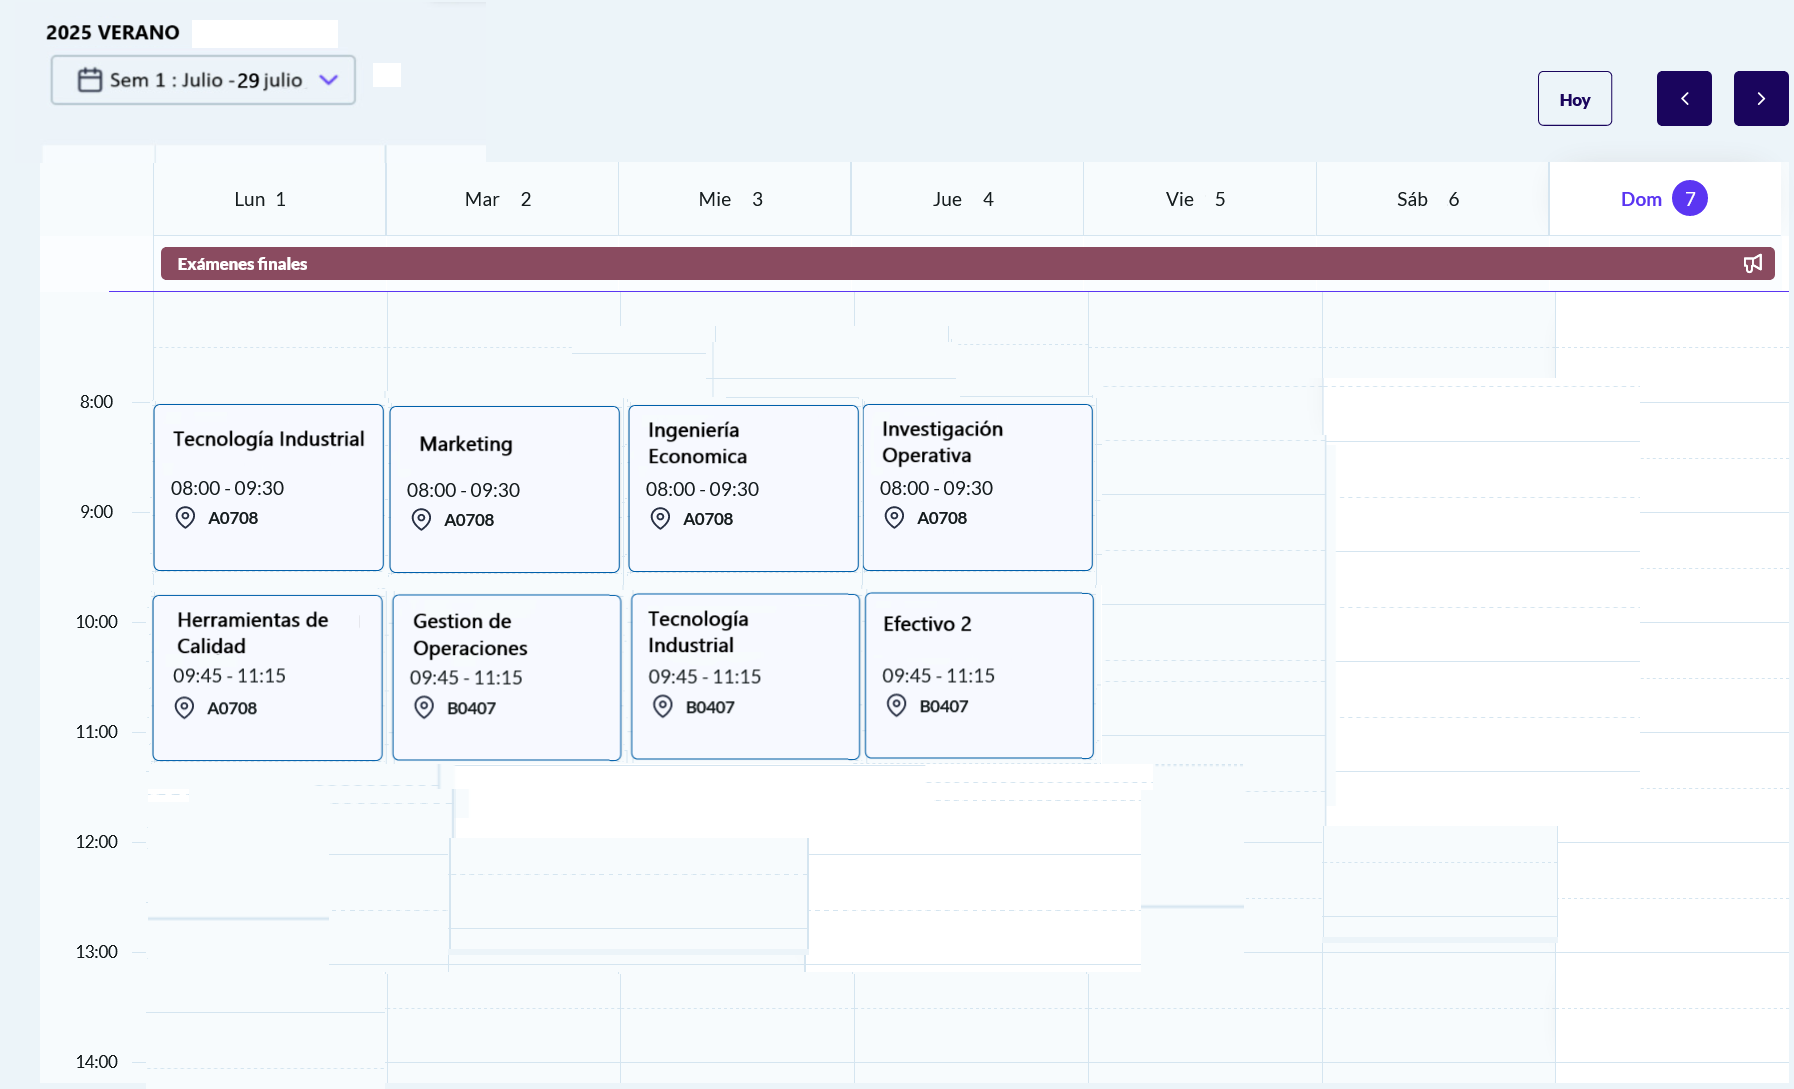 2025 VERANO
Sem 1 : Julio - 29 julio
Hoy
Lun 1
Mar 2
Mie 3
Jue 4
Vie 5
Sáb 6
Dom 7
Exámenes finales
8:00
9:00
10:00
11:00
12:00
13:00
14:00
Tecnología Industrial
08:00 - 09:30
A0708
Marketing
08:00 - 09:30
A0708
Ingeniería
Economica
08:00 - 09:30
A0708
Investigación
Operativa
08:00 - 09:30
A0708
Herramientas de
Calidad
09:45 - 11:15
A0708
Gestion de
Operaciones
09:45 - 11:15
B0407
Tecnología
Industrial
09:45 - 11:15
B0407
Efectivo 2
09:45 - 11:15
B0407